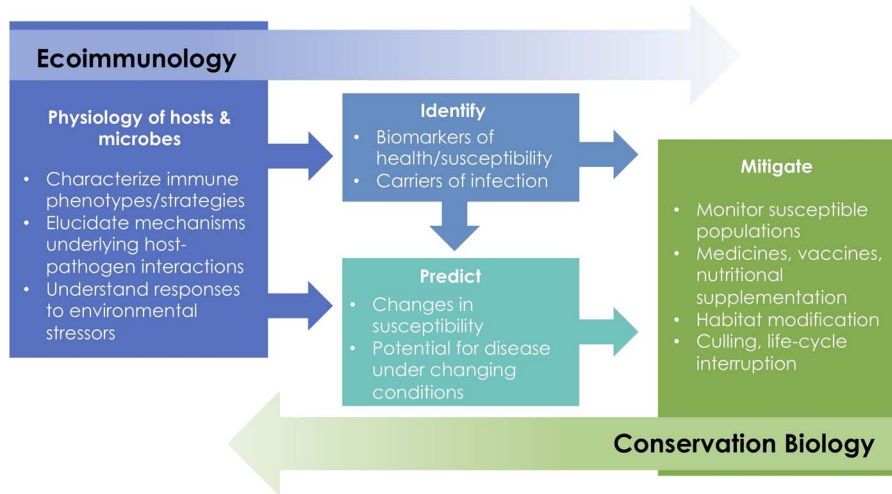 Ecoimmunology
Physiology of hosts &
microbes
• Characterize immune
phenotypes/strategies
• Elucidate mechanisms
underlying host-
pathogen interactions
• Understand responses
to environmental
stressors
Identify
• Biomarkers of
health/susceptibility
• Carriers of infection
Predict
• Changes in
susceptibility
• Potential for disease
under changing
conditions
Mitigate
• Monitor susceptible
populations
• Medicines, vaccines,
nutritional
supplementation
• Habitat modification
• Culling, life-cycle
interruption
Conservation Biology